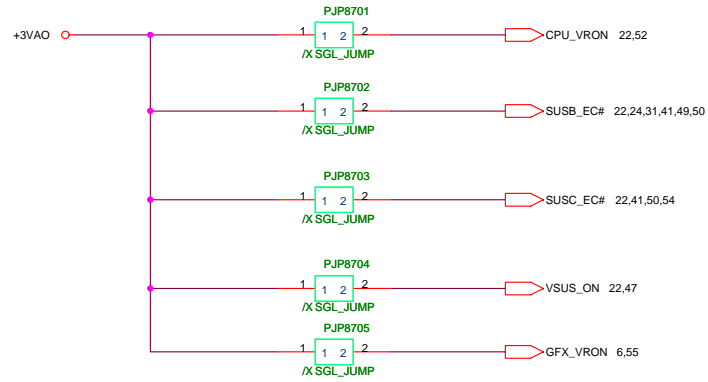 PJP8701
+3VAO 1 1 2 2 CPU_VRON 22,52
/X SGL_JUMP
PJP8702
1 1 2 2 SUSB_EC# 22,24,31,41,49,50
/X SGL_JUMP
PJP8703
1 1 2 2 SUSC_EC# 22,41,50,54
/X SGL_JUMP
PJP8704
1 1 2 2 VSUS_ON 22,47
/X SGL_JUMP
PJP8705
1 1 2 2 GFX_VRON 6,55
/X SGL_JUMP